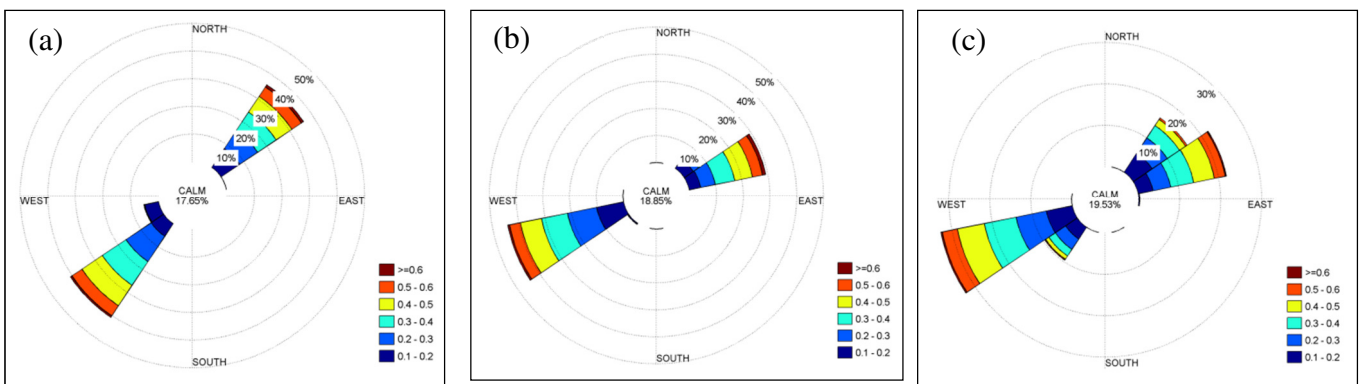 (a)
NORTH
50%
40%
30%
20%
10%
CALM
17.65%
WEST
EAST
SOUTH
>=0.6
0.5 - 0.6
0.4 - 0.5
0.3 - 0.4
0.2 - 0.3
0.1 - 0.2
(b)
NORTH
50%
40%
30%
20%
10%
CALM
18.85%
WEST
EAST
SOUTH
>=0.6
0.5 - 0.6
0.4 - 0.5
0.3 - 0.4
0.2 - 0.3
0.1 - 0.2
(c)
NORTH
30%
20%
10%
CALM
19.53%
WEST
EAST
SOUTH
>=0.6
0.5 - 0.6
0.4 - 0.5
0.3 - 0.4
0.2 - 0.3
0.1 - 0.2